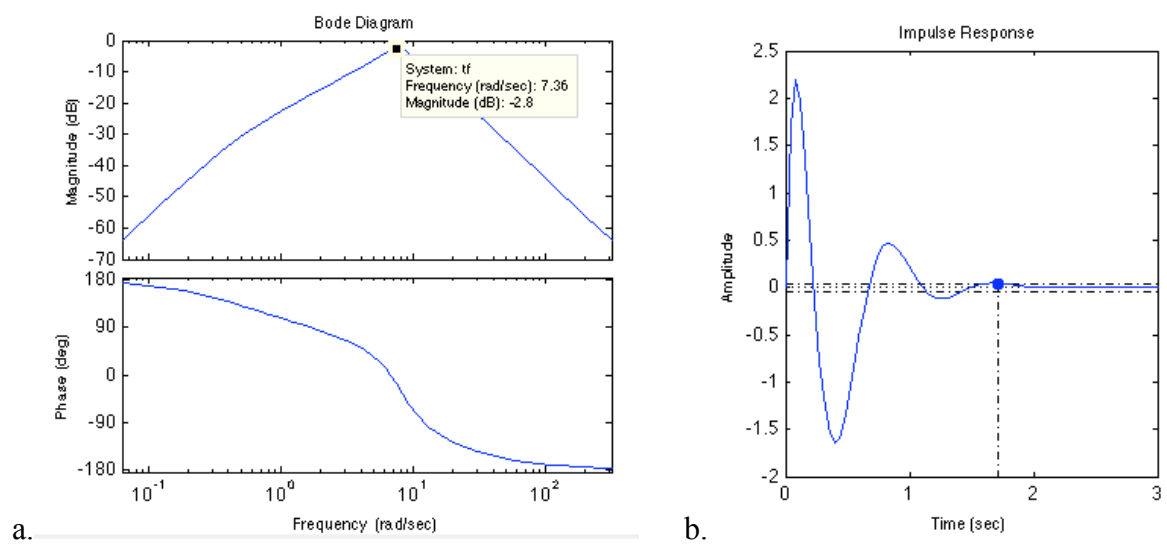 Bode Diagram
0
-10
-20
-30
-40
-50
-60
-70
Magnitude (dB)
System: tf
Frequency (rad/sec): 7.36
Magnitude (dB): -2.8
180
90
0
-90
-180
Phase (deg)
10^-1
10^0
10^1
10^2
Frequency (rad/sec)
a.
Impulse Response
2.5
2
1.5
1
0.5
0
-0.5
-1
-1.5
-2
Amplitude
0
1
2
3
Time (sec)
b.